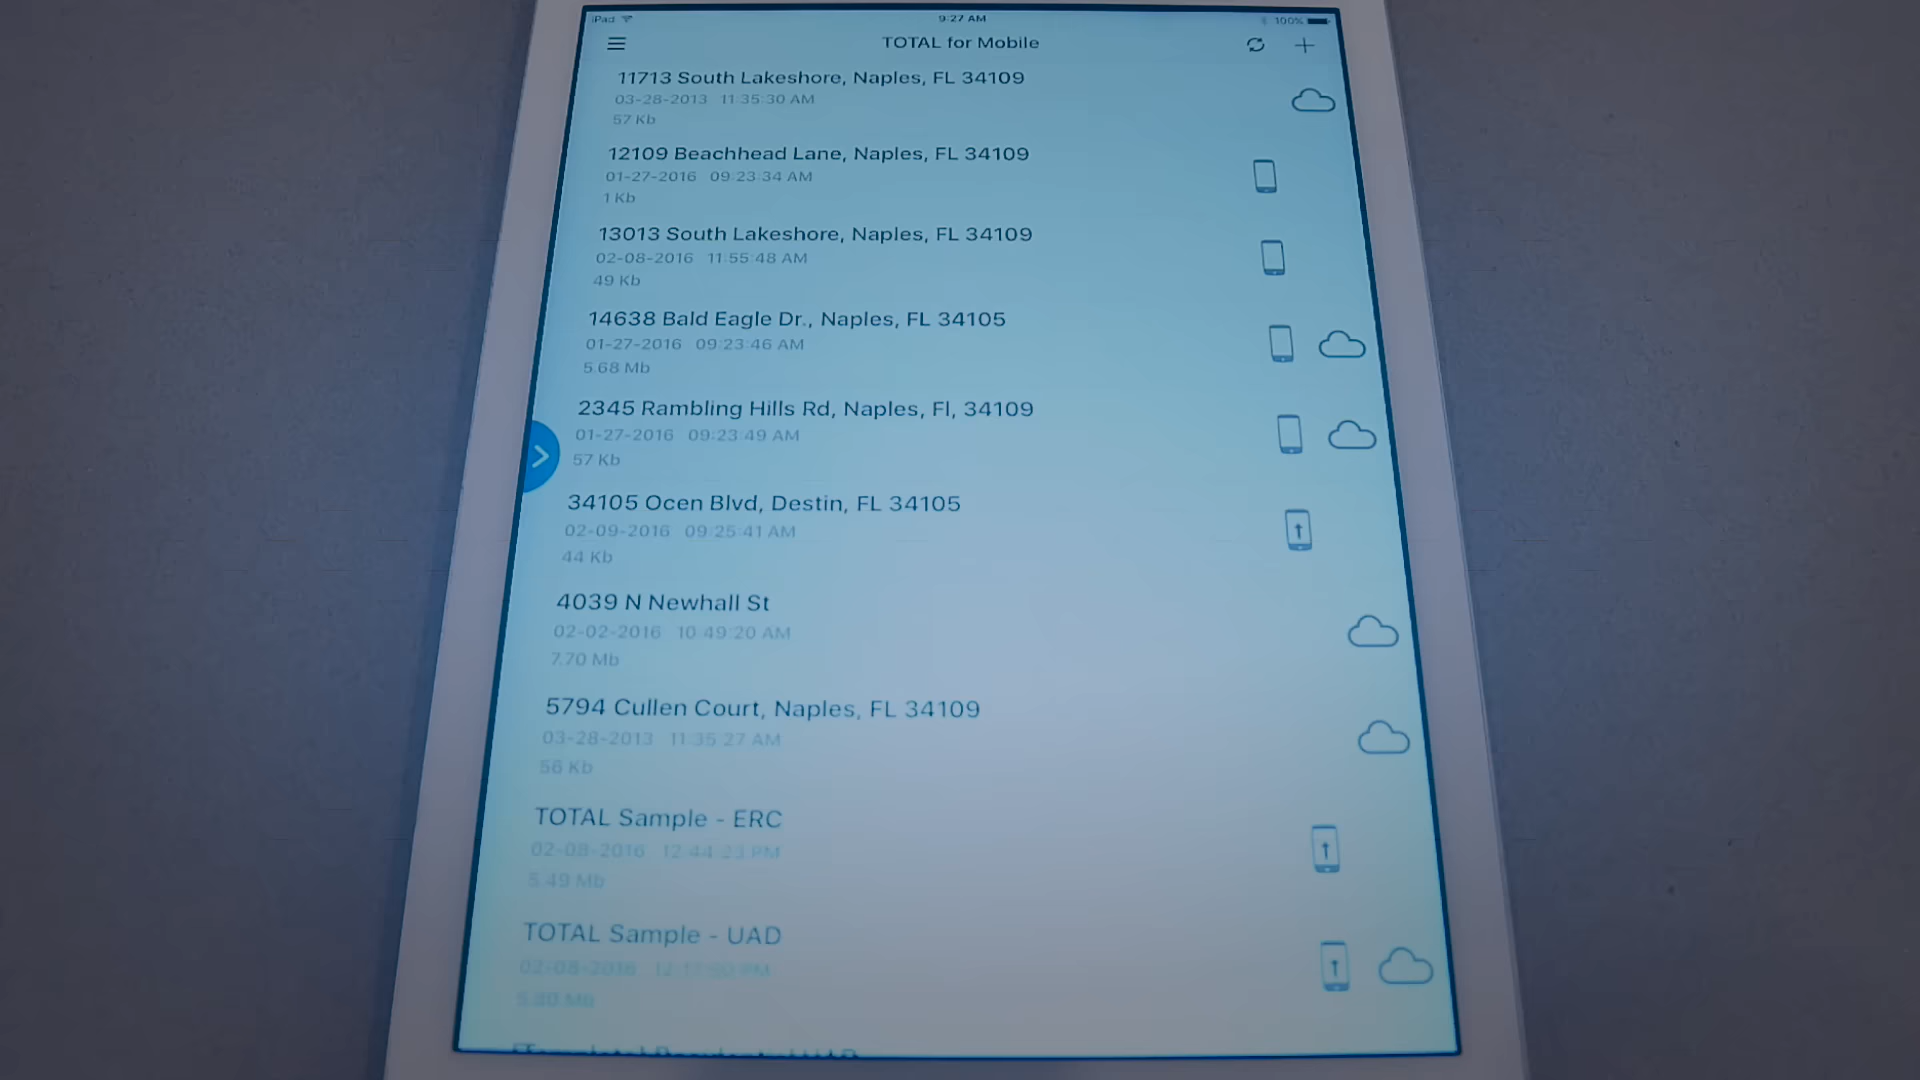 iPad
9:27 AM
100%
TOTAL for Mobile
11713 South Lakeshore, Naples, FL 34109
03-28-2013 11:35:30 AM
57 Kb
12109 Beachhead Lane, Naples, FL 34109
01-27-2016 09:23:34 AM
1 Kb
13013 South Lakeshore, Naples, FL 34109
02-08-2016 11:55:48 AM
49 Kb
14638 Bald Eagle Dr., Naples, FL 34105
01-27-2016 09:23:46 AM
5.68 Mb
2345 Rambling Hills Rd, Naples, Fl, 34109
01-27-2016 09:23:49 AM
57 Kb
34105 Ocen Blvd, Destin, FL 34105
02-09-2016 09:25:41 AM
44 Kb
4039 N Newhall St
02-02-2016 10:49:20 AM
7.70 Mb
5794 Cullen Court, Naples, FL 34109
03-28-2013 11:35:27 AM
56 Kb
TOTAL Sample - ERC
02-08-2016 12:44:23 PM
5.49 Mb
TOTAL Sample - UAD
02-08-2016